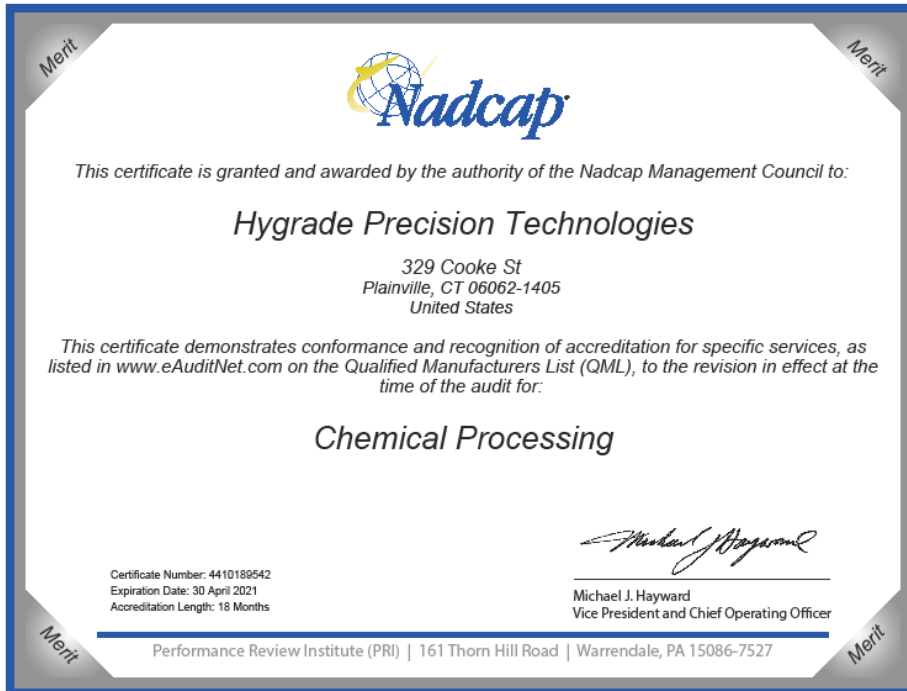 Merit
Merit
Nadcap
This certificate is granted and awarded by the authority of the Nadcap Management Council to:
Hygrade Precision Technologies
329 Cooke St
Plainville, CT 06062-1405
United States
This certificate demonstrates conformance and recognition of accreditation for specific services, as
listed in www.eAuditNet.com on the Qualified Manufacturers List (QML), to the revision in effect at the
time of the audit for:
Chemical Processing
Michael J Hayward
Certificate Number: 4410189542
Expiration Date: 30 April 2021
Accreditation Length: 18 Months
Michael J. Hayward
Vice President and Chief Operating Officer
Merit
Merit
Performance Review Institute (PRI) | 161 Thorn Hill Road | Warrendale, PA 15086-7527